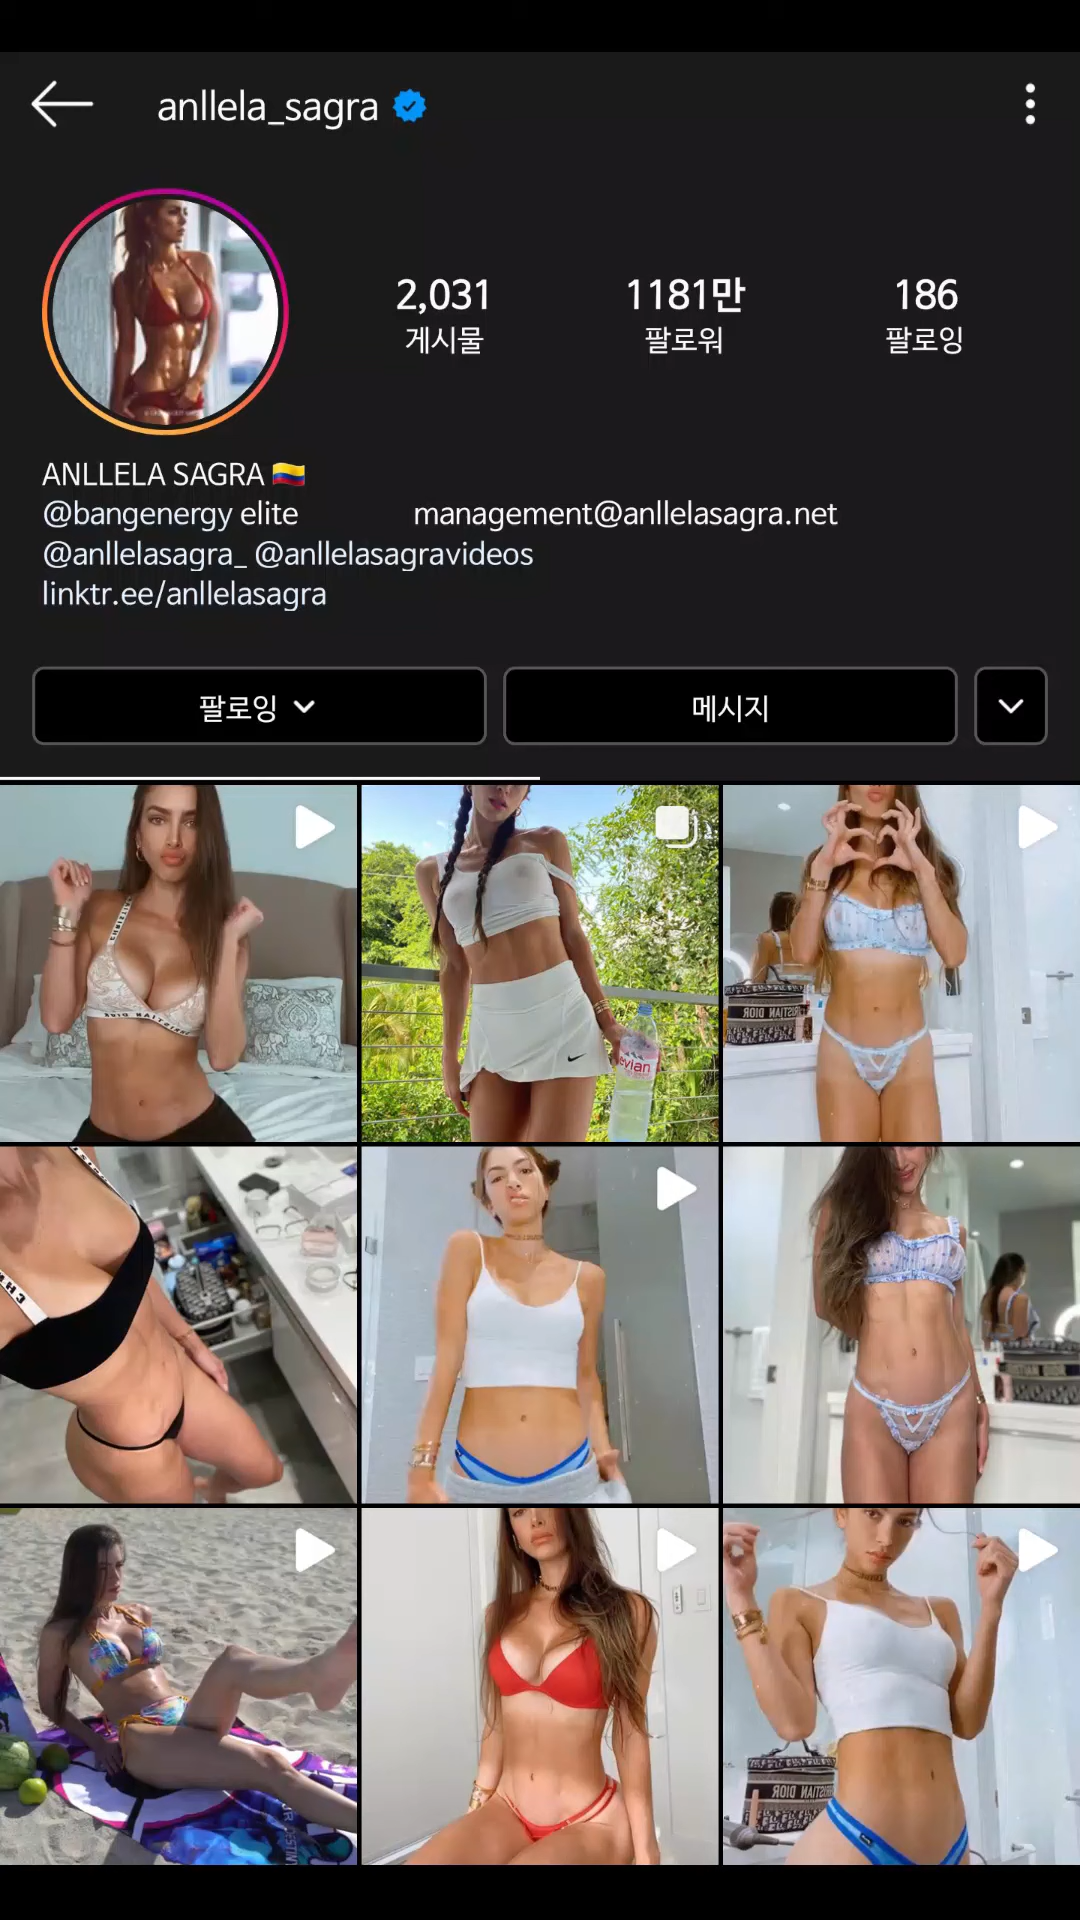 anllela_sagra
2,031 1181만 186
게시물 팔로워 팔로잉
ANLLELA SAGRA 🇨🇴
@bangenergy elite management@anllelasagra.net
@anllelasagra_ @anllelasagravideos
linktr.ee/anllelasagra
팔로잉 메시지
evian